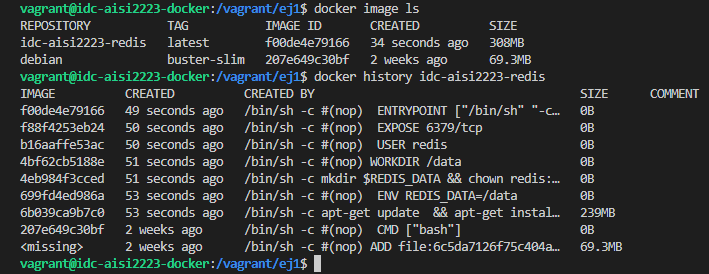 vagrant@idc-aisi2223-docker:/vagrant/ej1$ docker image ls
REPOSITORY TAG IMAGE ID CREATED SIZE
idc-aisi2223-redis latest f00de4e79166 34 seconds ago 308MB
debian buster-slim 207e649c30bf 2 weeks ago 69.3MB
vagrant@idc-aisi2223-docker:/vagrant/ej1$ docker history idc-aisi2223-redis
IMAGE CREATED CREATED BY SIZE COMMENT
f00de4e79166 49 seconds ago /bin/sh -c #(nop) ENTRYPOINT ["/bin/sh" "-c… 0B
f88f4253eb24 50 seconds ago /bin/sh -c #(nop) EXPOSE 6379/tcp 0B
b16aaffe53ac 50 seconds ago /bin/sh -c #(nop) USER redis 0B
4bf62cb5188e 51 seconds ago /bin/sh -c #(nop) WORKDIR /data 0B
4eb984f3cced 51 seconds ago /bin/sh -c mkdir $REDIS_DATA && chown redis:… 0B
699fd4ed986a 53 seconds ago /bin/sh -c #(nop) ENV REDIS_DATA=/data 0B
6b039ca9b7c0 53 seconds ago /bin/sh -c apt-get update && apt-get instal… 239MB
207e649c30bf 2 weeks ago /bin/sh -c #(nop) CMD ["bash"] 0B
<missing> 2 weeks ago /bin/sh -c #(nop) ADD file:6c5da7126f75c404a… 69.3MB
vagrant@idc-aisi2223-docker:/vagrant/ej1$